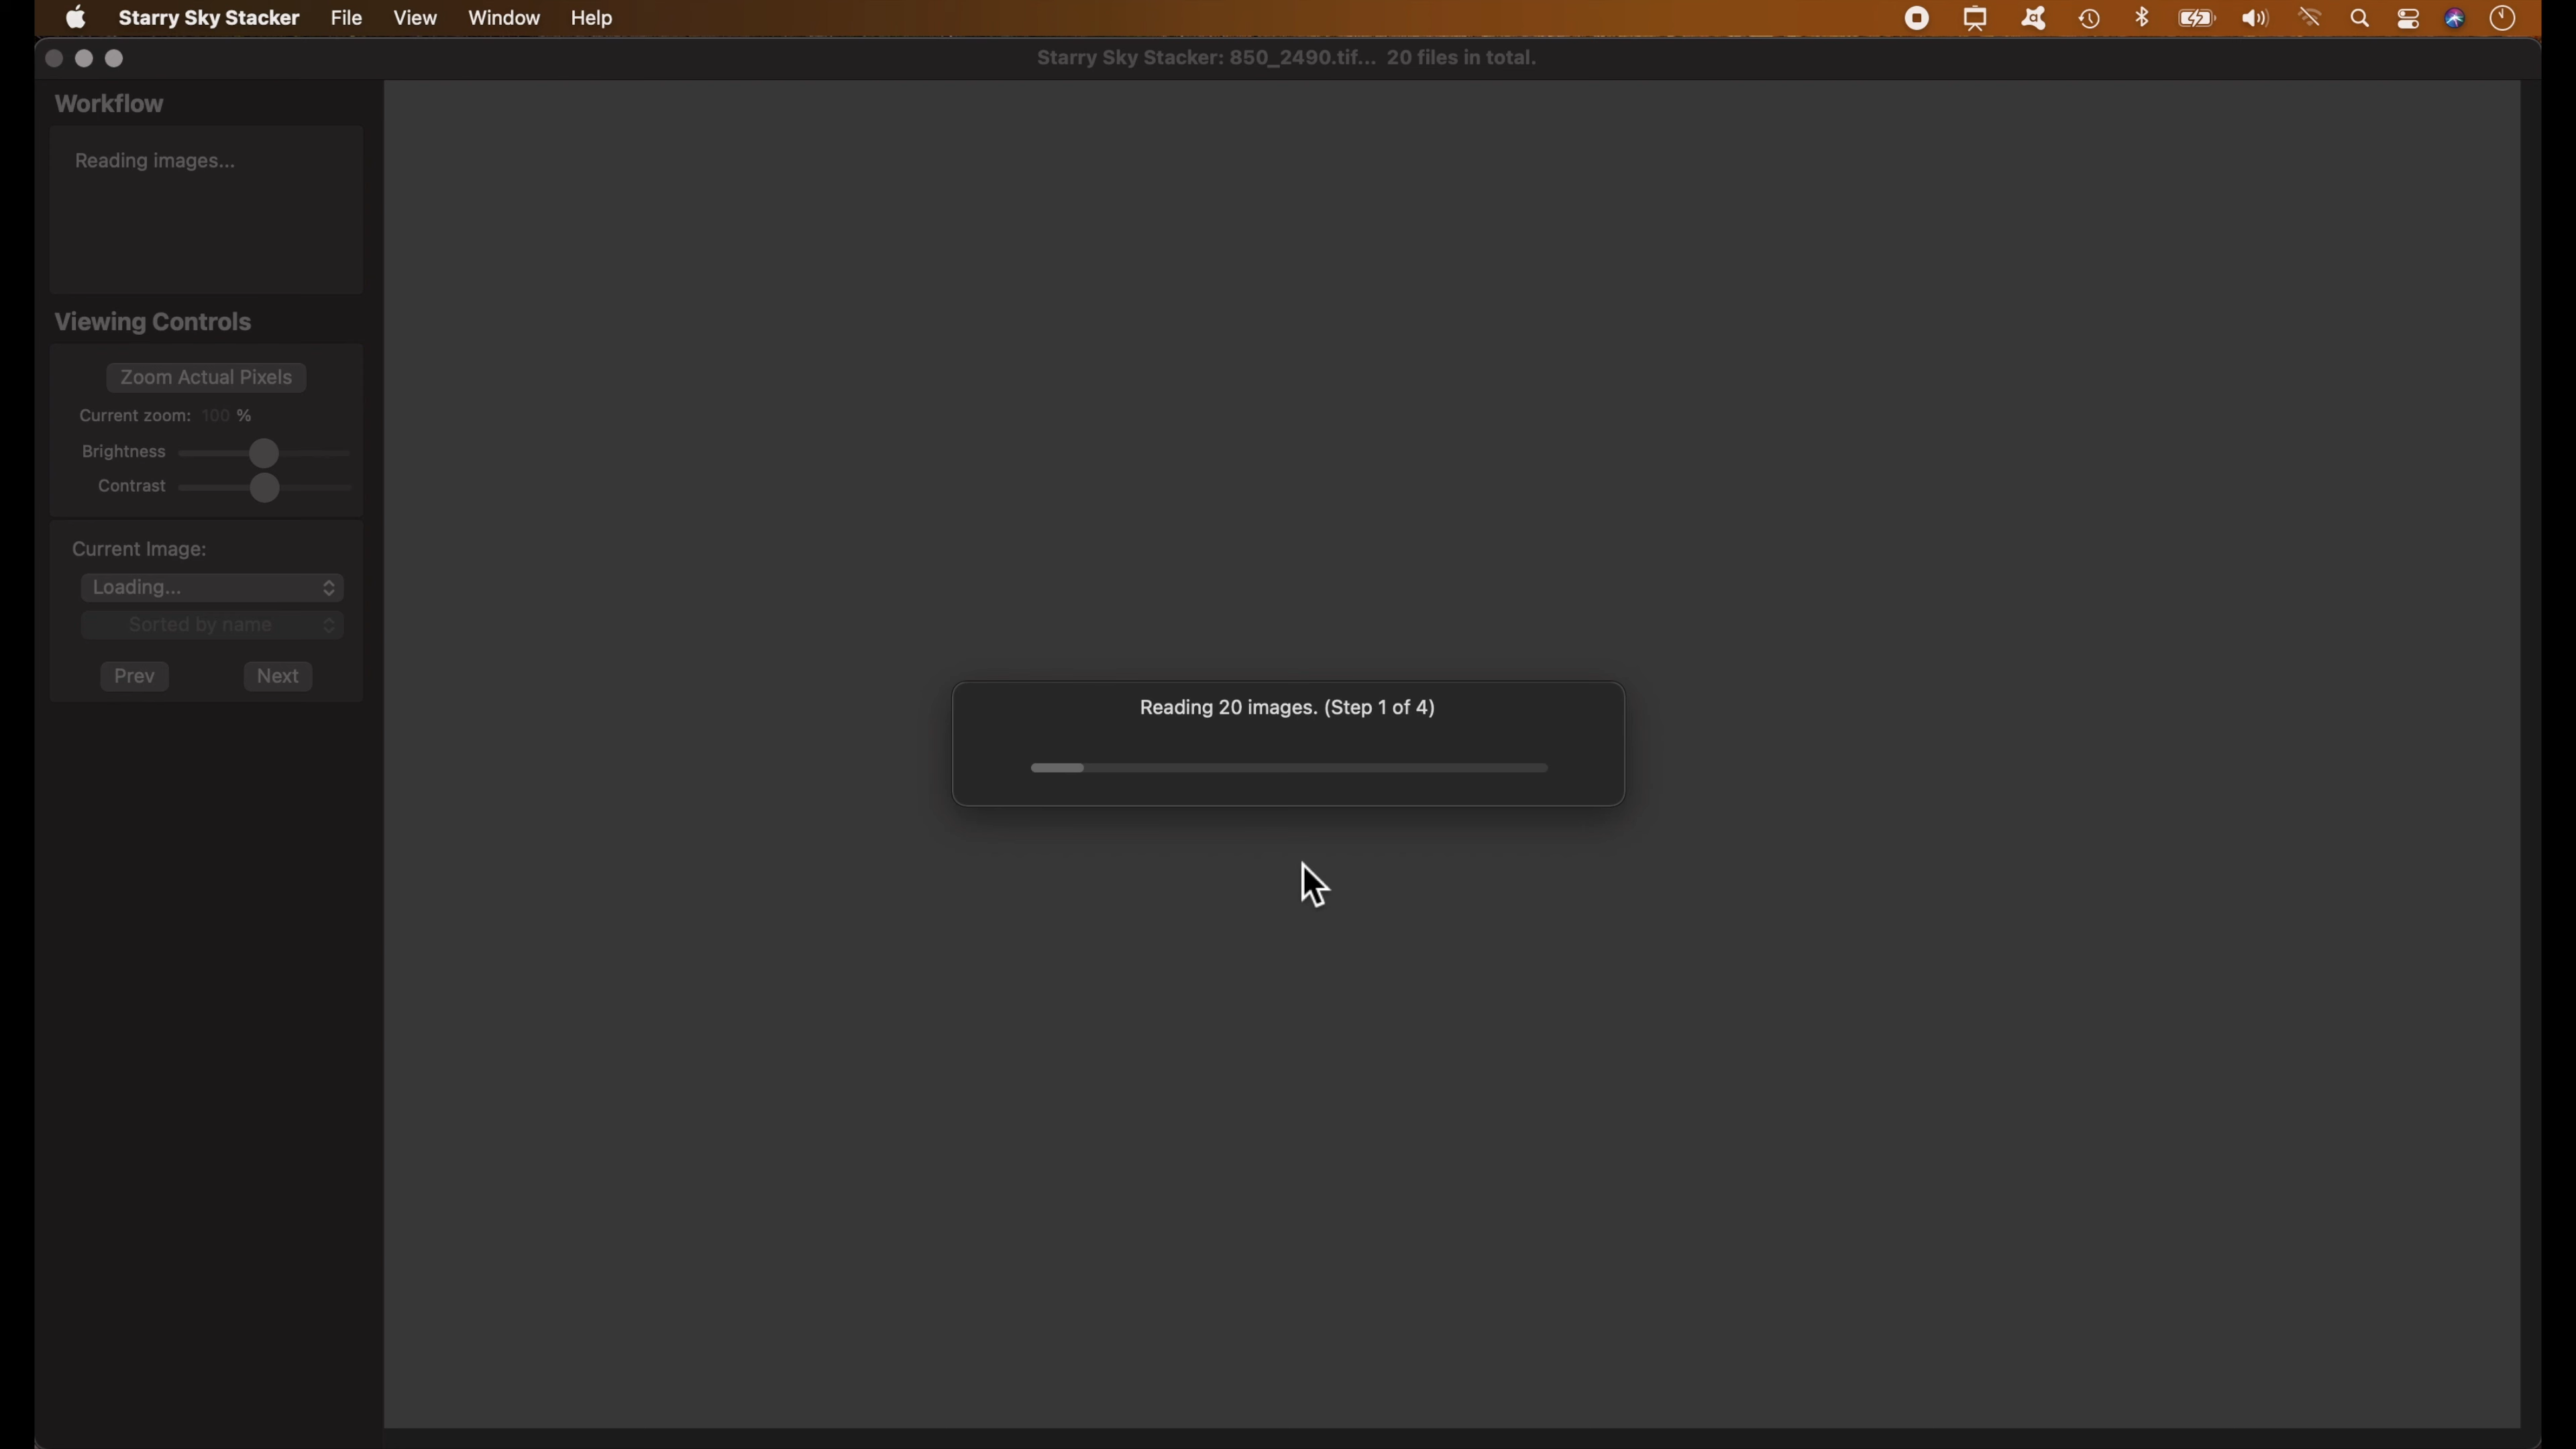 Starry Sky Stacker File View Window Help
Starry Sky Stacker: 850_2490.tif... 20 files in total.
Workflow
Reading images...
Viewing Controls
Zoom Actual Pixels
Current zoom: 100 %
Brightness
Contrast
Current Image:
Loading...
Sorted by name
Prev Next
Reading 20 images. (Step 1 of 4)